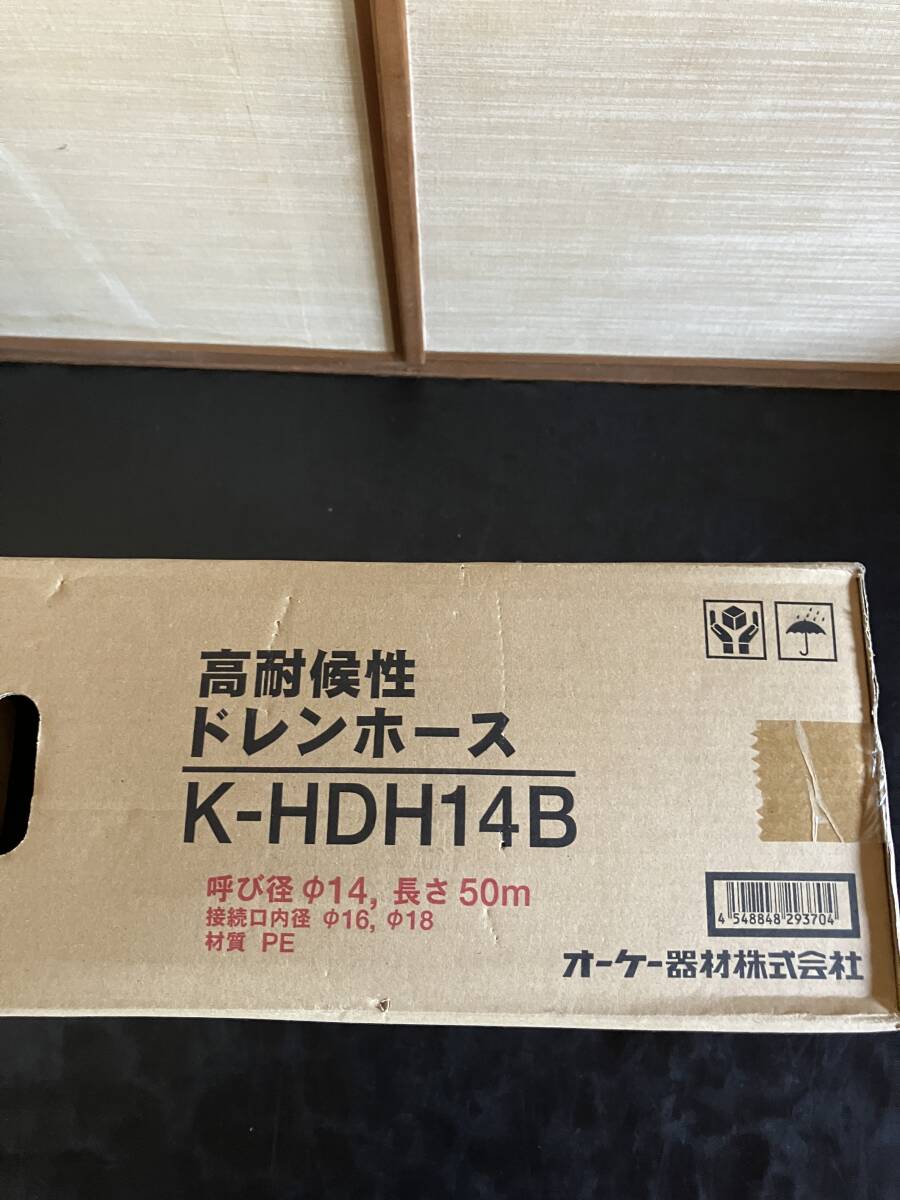 高耐候性
ドレンホース
K-HDH14B
呼び径 Φ14, 長さ 50m
接続口内径 Φ16, Φ18
材質 PE
4 548848 293704
オーケー器材株式会社